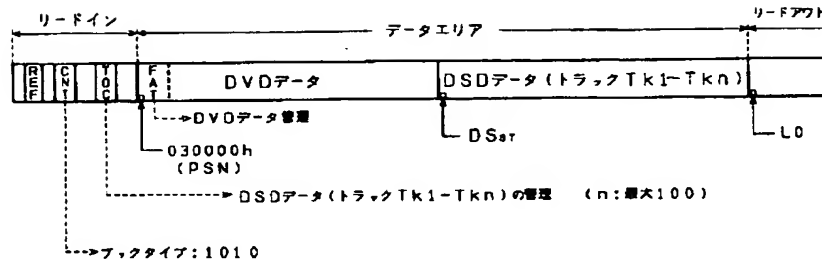 リードイン
データエリア
リードアウト
REF
CNT
TOC
FAT
DVDデータ
DSDデータ(トラックTk1-Tkn)
DVDデータ管理
030000h
(PSN)
DSST
LO
DSDデータ(トラックTk1-Tkn)の管理 (n:最大100)
ブックタイプ:1010